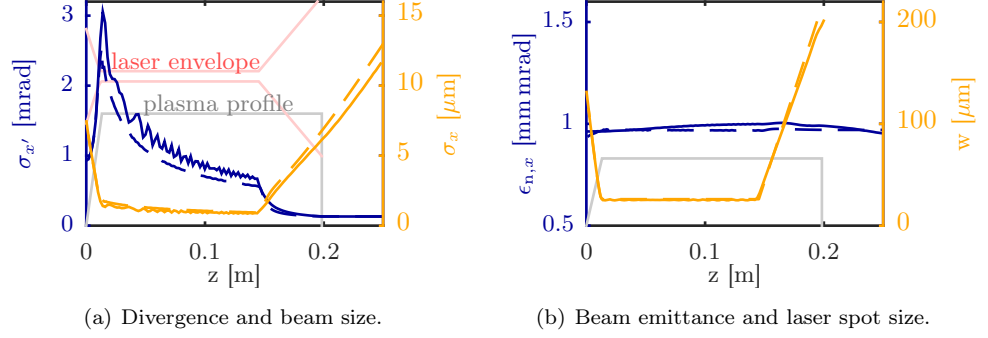 3
2
1
0
σx′ [mrad]
laser envelope
plasma profile
15
10
5
0
σx [μm]
0
0.1
0.2
z [m]
(a) Divergence and beam size.
1.5
1
0.5
ϵn,x [mm mrad]
200
100
0
w [μm]
0
0.1
0.2
z [m]
(b) Beam emittance and laser spot size.